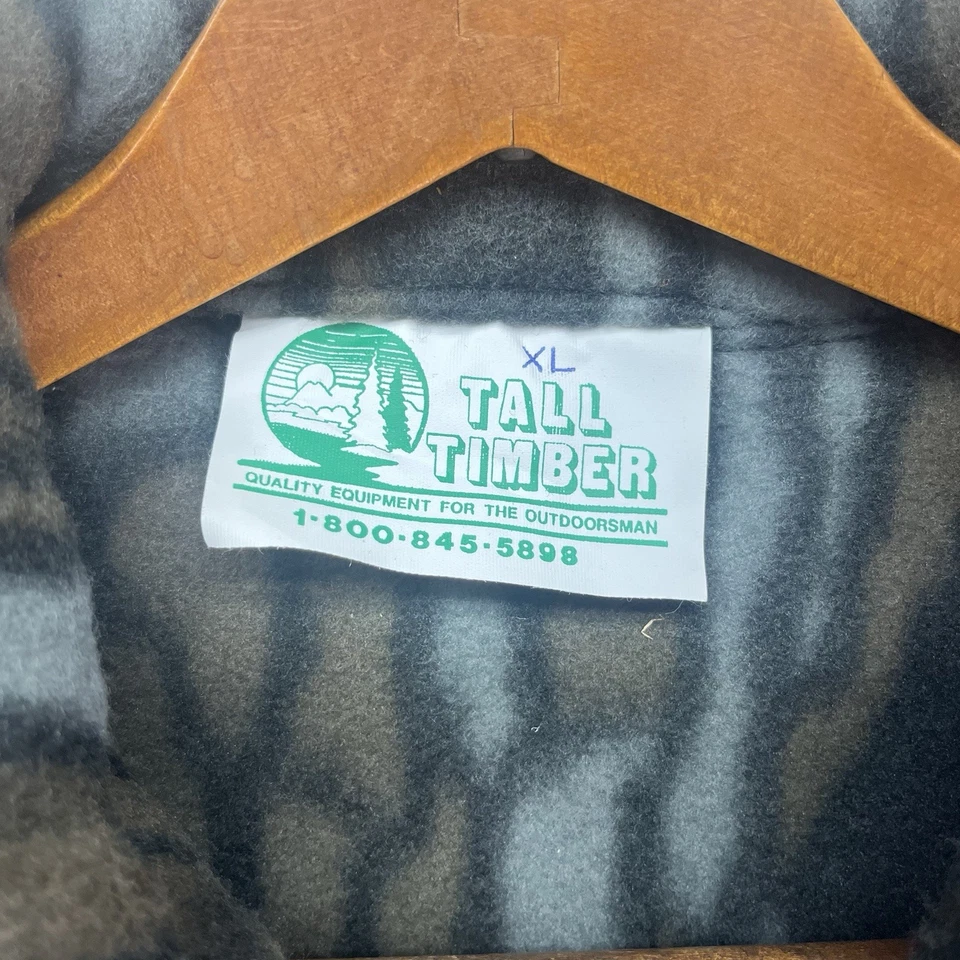 XL
TALL
TIMBER
QUALITY EQUIPMENT FOR THE OUTDOORSMAN
1·800·845·5898